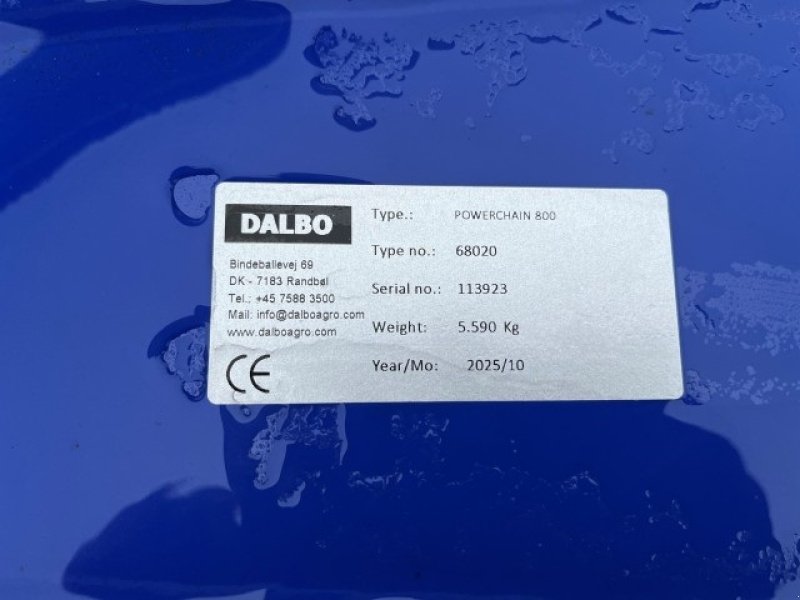 DALBO
Bindeballevej 69
DK - 7183 Randbøl
Tel.: +45 7588 3500
Mail: info@dalboagro.com
www.dalboagro.com
CE
Type.: POWERCHAIN 800
Type no.: 68020
Serial no.: 113923
Weight: 5.590 Kg
Year/Mo: 2025/10